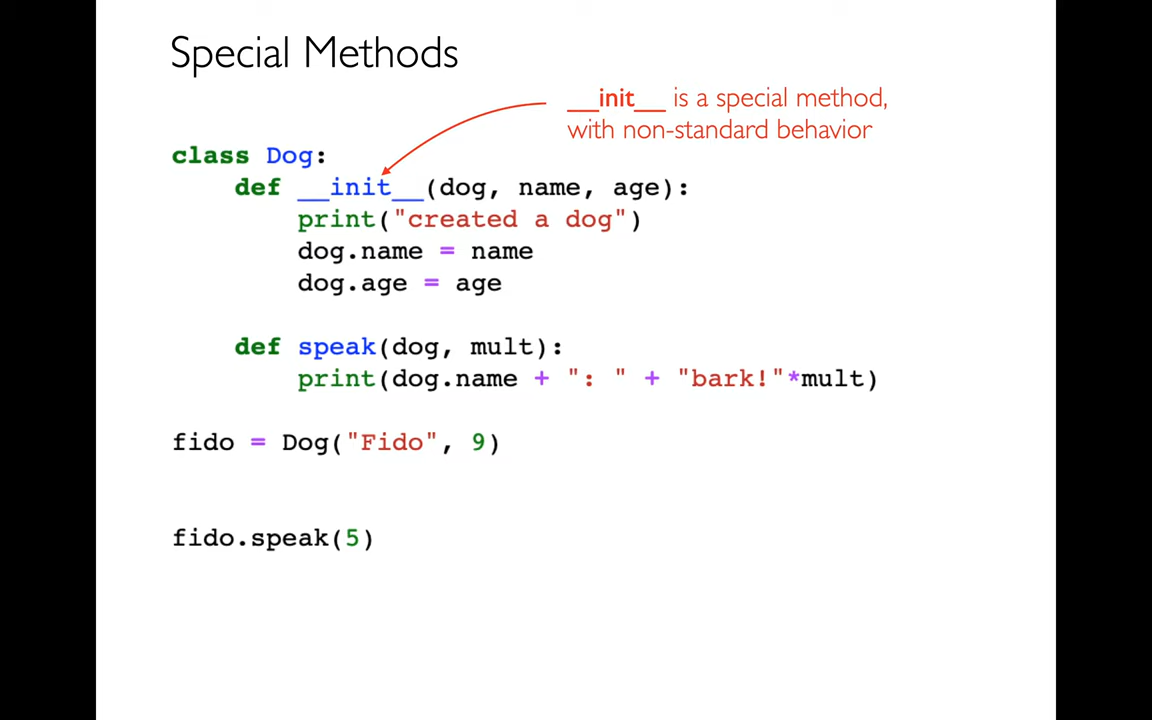 Special Methods
__init__ is a special method,
with non-standard behavior
class Dog:
    def __init__(dog, name, age):
        print("created a dog")
        dog.name = name
        dog.age = age
    def speak(dog, mult):
        print(dog.name + ": " + "bark!"*mult)
fido = Dog("Fido", 9)
fido.speak(5)